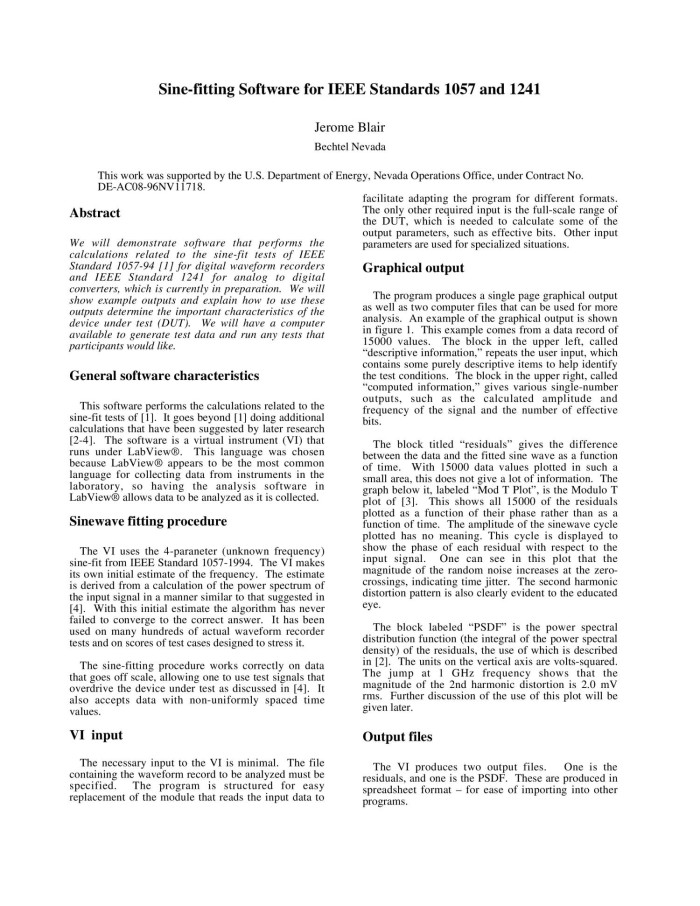 Sine-fitting Software for IEEE Standards 1057 and 1241
Jerome Blair
Bechtel Nevada
This work was supported by the U.S. Department of Energy, Nevada Operations Office, under Contract No.
DE-AC08-96NV11718.
Abstract
We will demonstrate software that performs the
calculations related to the sine-fit tests of IEEE
Standard 1057-94 [1] for digital waveform recorders
and IEEE Standard 1241 for analog to digital
converters, which is currently in preparation. We will
show example outputs and explain how to use these
outputs determine the important characteristics of the
device under test (DUT). We will have a computer
available to generate test data and run any tests that
participants would like.
General software characteristics
This software performs the calculations related to the
sine-fit tests of [1]. It goes beyond [1] doing additional
calculations that have been suggested by later research
[2-4]. The software is a virtual instrument (VI) that
runs under LabView®. This language was chosen
because LabView® appears to be the most common
language for collecting data from instruments in the
laboratory, so having the analysis software in
LabView® allows data to be analyzed as it is collected.
Sinewave fitting procedure
The VI uses the 4-paraneter (unknown frequency)
sine-fit from IEEE Standard 1057-1994. The VI makes
its own initial estimate of the frequency. The estimate
is derived from a calculation of the power spectrum of
the input signal in a manner similar to that suggested in
[4]. With this initial estimate the algorithm has never
failed to converge to the correct answer. It has been
used on many hundreds of actual waveform recorder
tests and on scores of test cases designed to stress it.
The sine-fitting procedure works correctly on data
that goes off scale, allowing one to use test signals that
overdrive the device under test as discussed in [4]. It
also accepts data with non-uniformly spaced time
values.
VI input
The necessary input to the VI is minimal. The file
containing the waveform record to be analyzed must be
specified. The program is structured for easy
replacement of the module that reads the input data to
facilitate adapting the program for different formats.
The only other required input is the full-scale range of
the DUT, which is needed to calculate some of the
output parameters, such as effective bits. Other input
parameters are used for specialized situations.
Graphical output
The program produces a single page graphical output
as well as two computer files that can be used for more
analysis. An example of the graphical output is shown
in figure 1. This example comes from a data record of
15000 values. The block in the upper left, called
“descriptive information,” repeats the user input, which
contains some purely descriptive items to help identify
the test conditions. The block in the upper right, called
“computed information,” gives various single-number
outputs, such as the calculated amplitude and
frequency of the signal and the number of effective
bits.
The block titled “residuals” gives the difference
between the data and the fitted sine wave as a function
of time. With 15000 data values plotted in such a
small area, this does not give a lot of information. The
graph below it, labeled “Mod T Plot”, is the Modulo T
plot of [3]. This shows all 15000 of the residuals
plotted as a function of their phase rather than as a
function of time. The amplitude of the sinewave cycle
plotted has no meaning. This cycle is displayed to
show the phase of each residual with respect to the
input signal. One can see in this plot that the
magnitude of the random noise increases at the zero-
crossings, indicating time jitter. The second harmonic
distortion pattern is also clearly evident to the educated
eye.
The block labeled “PSDF” is the power spectral
distribution function (the integral of the power spectral
density) of the residuals, the use of which is described
in [2]. The units on the vertical axis are volts-squared.
The jump at 1 GHz frequency shows that the
magnitude of the 2nd harmonic distortion is 2.0 mV
rms. Further discussion of the use of this plot will be
given later.
Output files
The VI produces two output files. One is the
residuals, and one is the PSDF. These are produced in
spreadsheet format – for ease of importing into other
programs.